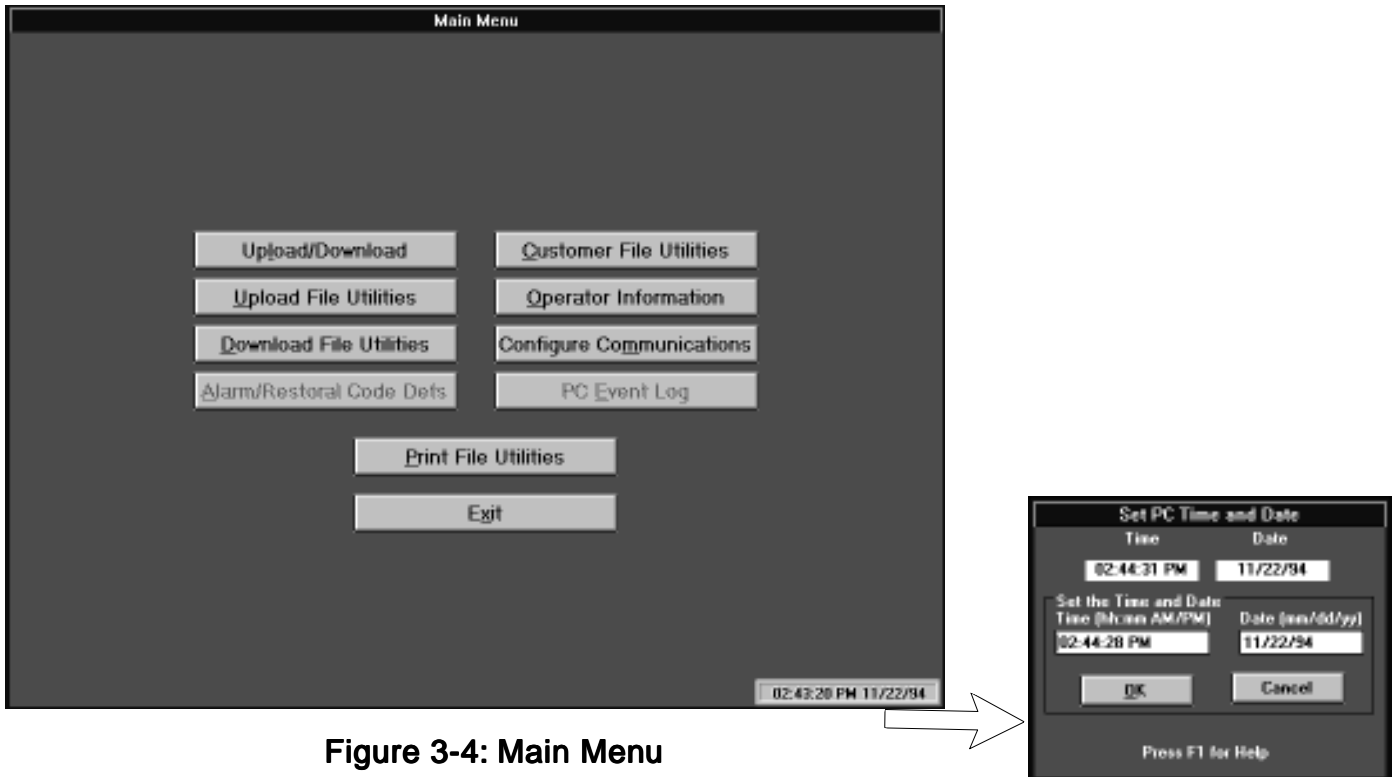 Main Menu
Upload/Download
Customer File Utilities
Upload File Utilities
Operator Information
Download File Utilities
Configure Communications
Alarm/Restoral Code Defs
PC Event Log
Print File Utilities
Exit
02:43:20 PM 11/22/94
Figure 3-4: Main Menu
Set PC Time and Date
Time Date
02:44:31 PM 11/22/94
Set the Time and Date
Time (hh:mm AM/PM) Date (mm/dd/yy)
02:44:28 PM 11/22/94
OK Cancel
Press F1 for Help